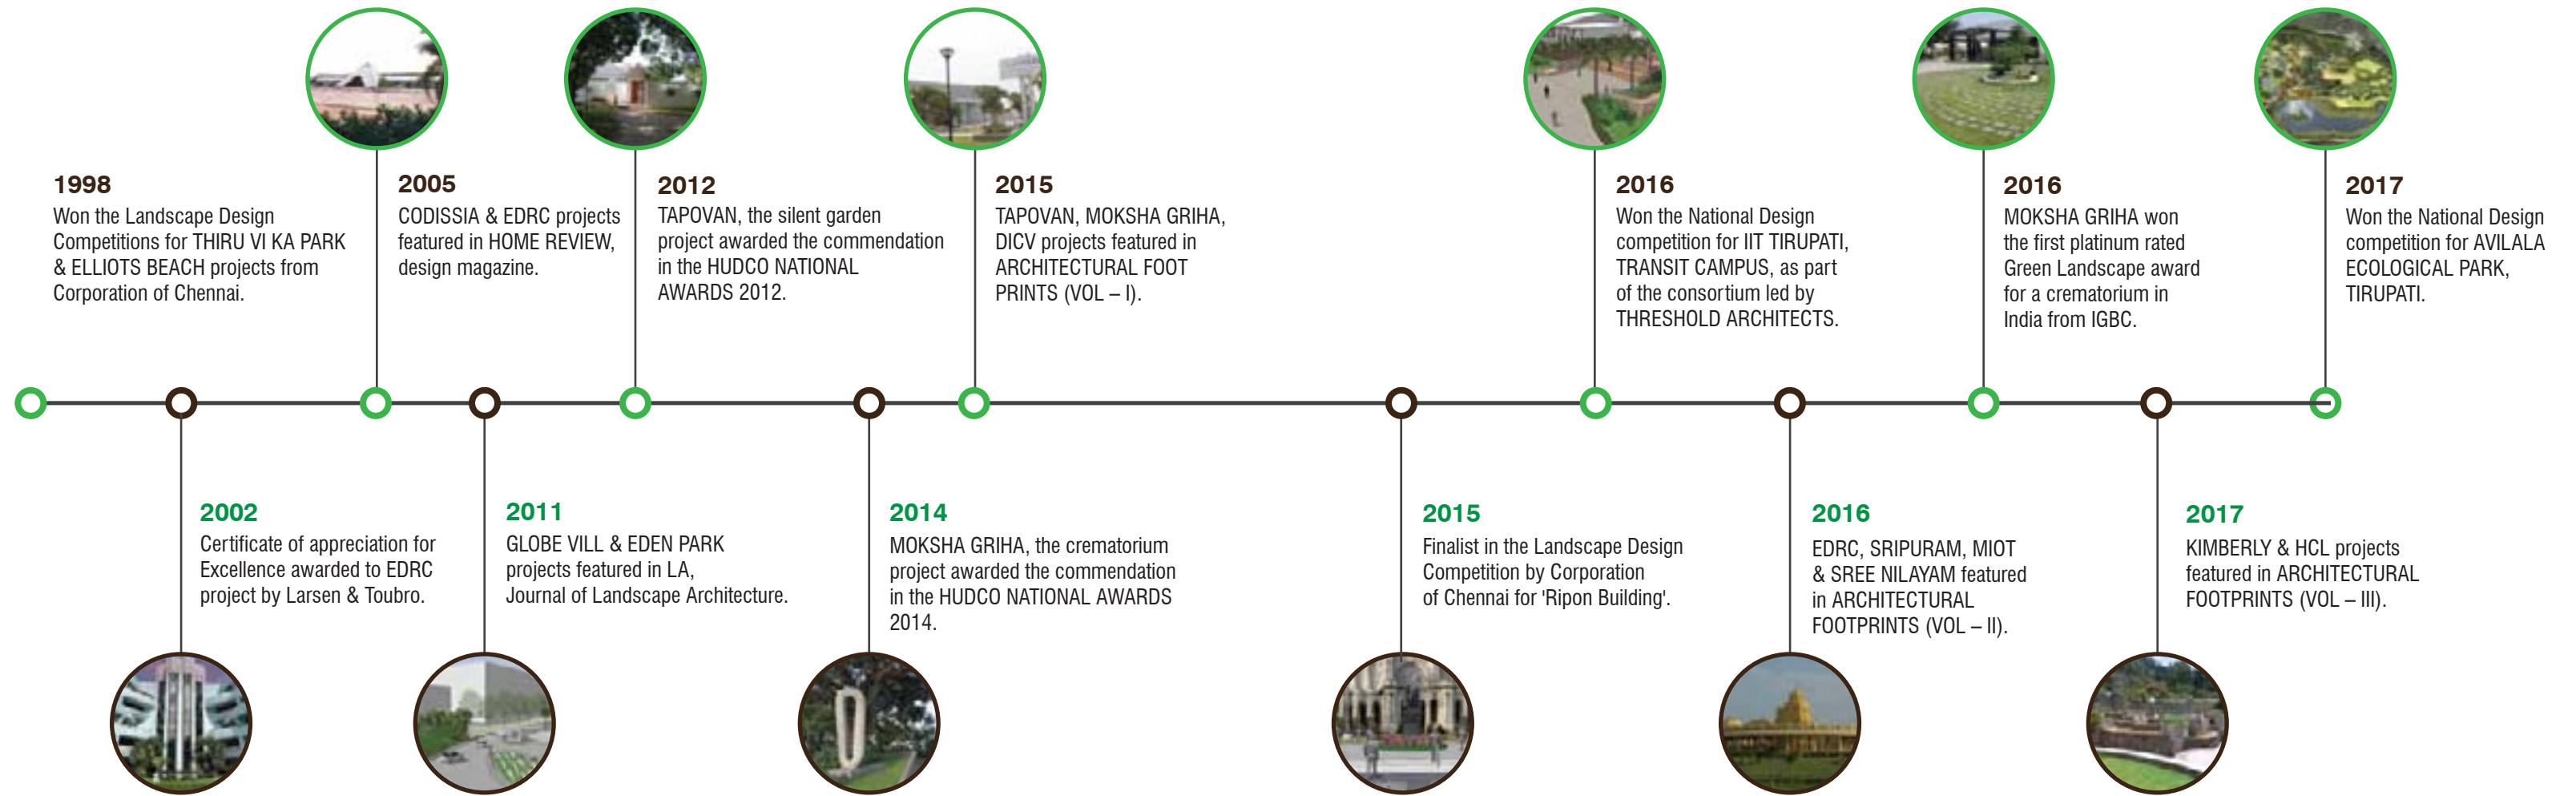 1998
Won the Landscape Design
Competitions for THIRU VI KA PARK
& ELLIOTS BEACH projects from
Corporation of Chennai.
2005
CODISSIA & EDRC projects
featured in HOME REVIEW,
design magazine.
2012
TAPOVAN, the silent garden
project awarded the commendation
in the HUDCO NATIONAL
AWARDS 2012.
2015
TAPOVAN, MOKSHA GRIHA,
DICV projects featured in
ARCHITECTURAL FOOT
PRINTS (VOL – I).
2016
Won the National Design
competition for IIT TIRUPATI,
TRANSIT CAMPUS, as part
of the consortium led by
THRESHOLD ARCHITECTS.
2016
MOKSHA GRIHA won
the first platinum rated
Green Landscape award
for a crematorium in
India from IGBC.
2017
Won the National Design
competition for AVILALA
ECOLOGICAL PARK,
TIRUPATI.
2002
Certificate of appreciation for
Excellence awarded to EDRC
project by Larsen & Toubro.
2011
GLOBE VILL & EDEN PARK
projects featured in LA,
Journal of Landscape Architecture.
2014
MOKSHA GRIHA, the crematorium
project awarded the commendation
in the HUDCO NATIONAL AWARDS
2014.
2015
Finalist in the Landscape Design
Competition by Corporation
of Chennai for 'Ripon Building'.
2016
EDRC, SRIPURAM, MIOT
& SREE NILAYAM featured
in ARCHITECTURAL
FOOTPRINTS (VOL – II).
2017
KIMBERLY & HCL projects
featured in ARCHITECTURAL
FOOTPRINTS (VOL – III).